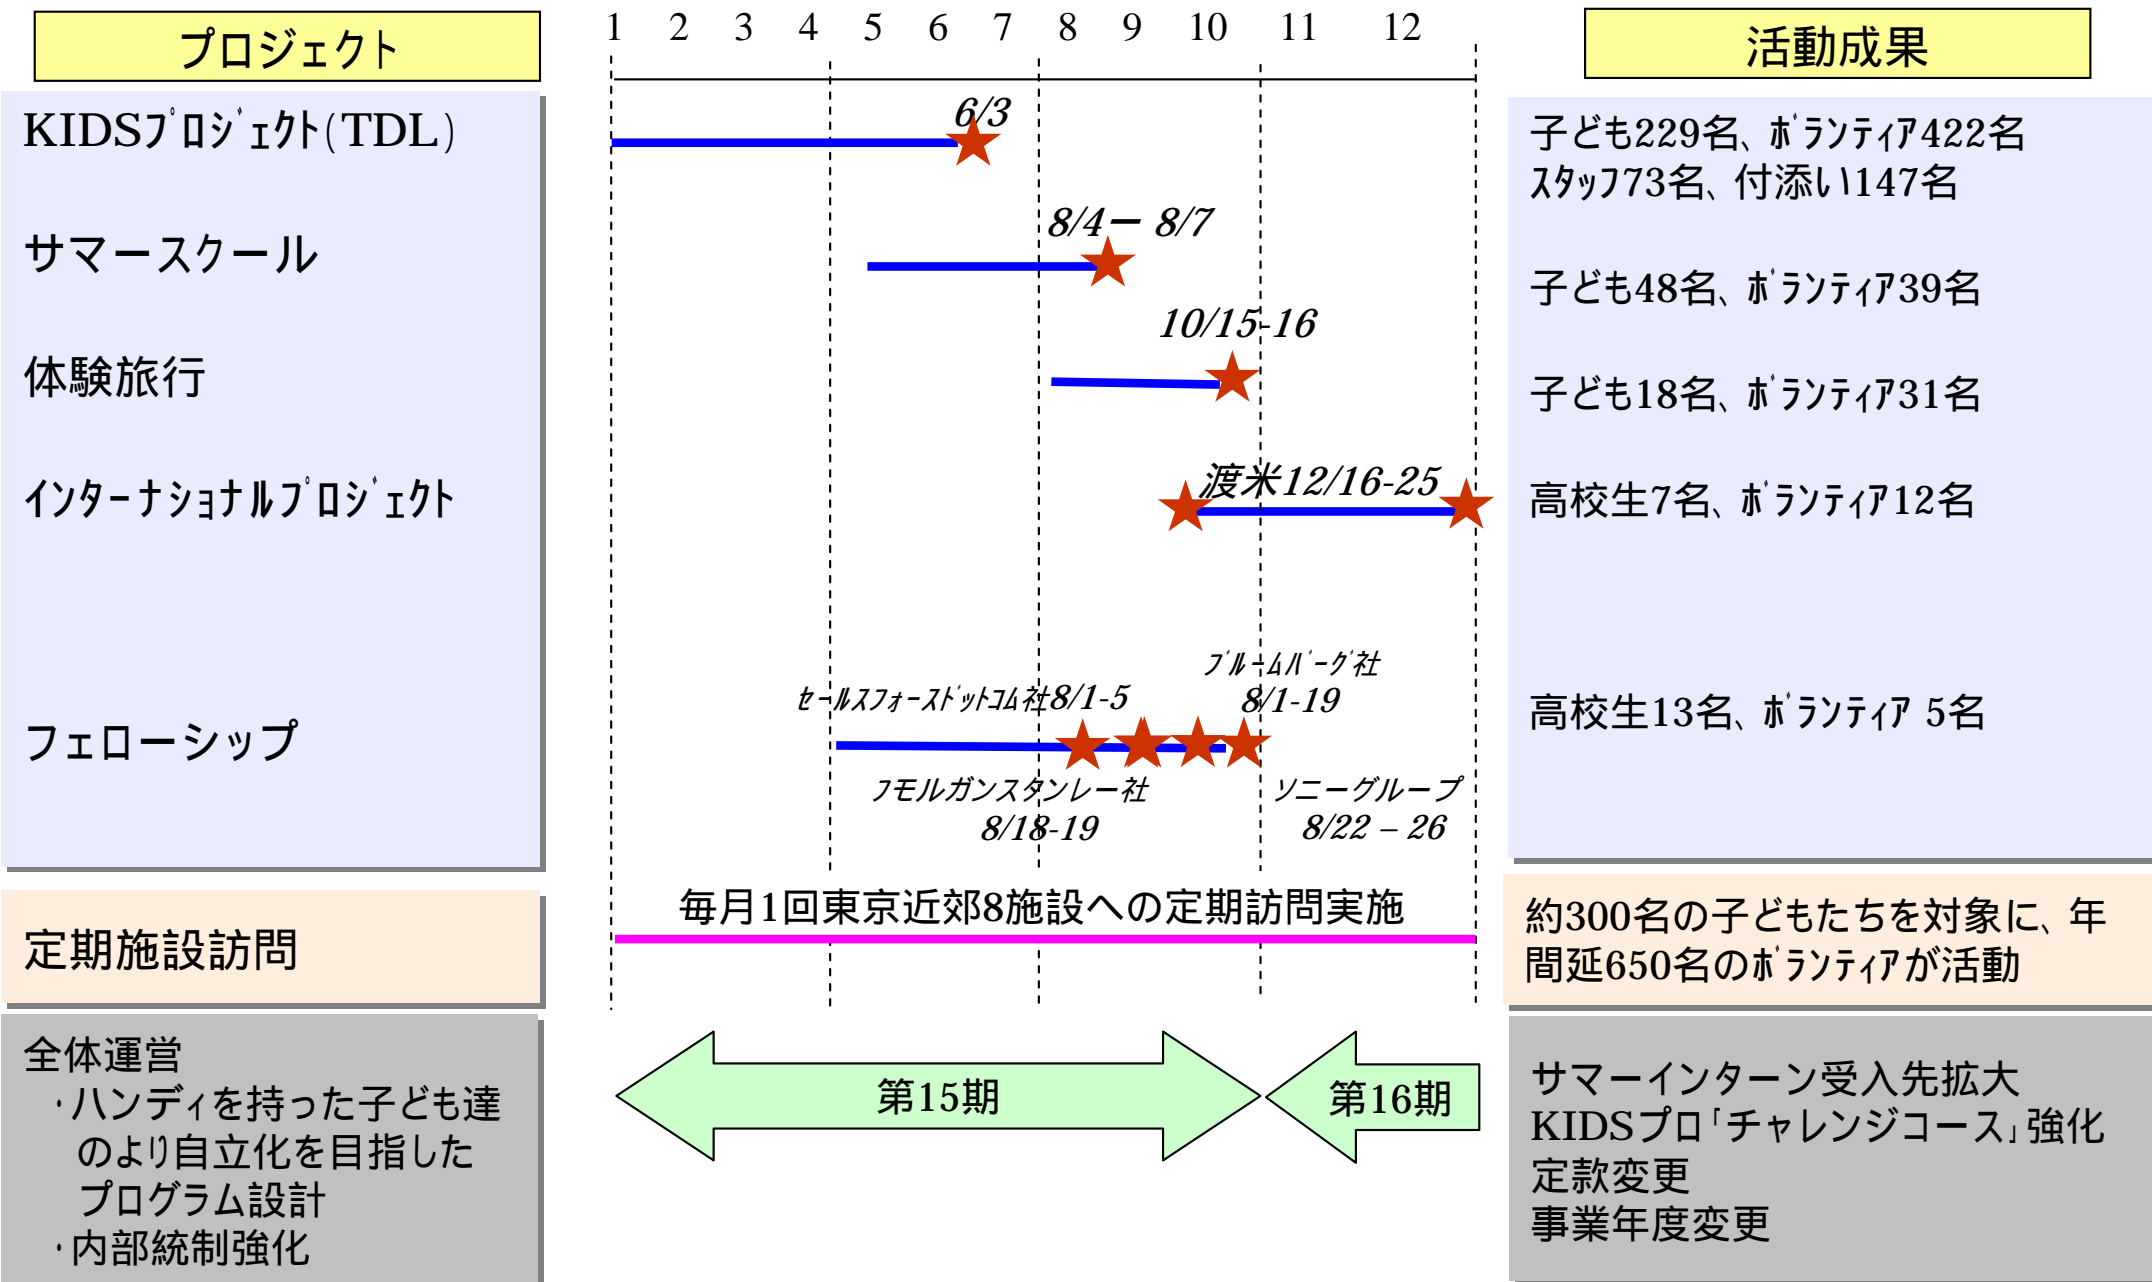 プロジェクト
1 2 3 4 5 6 7 8 9 10 11 12
活動成果
KIDSプロジェクト(TDL)
6/3
子ども229名、ボランティア422名
スタッフ73名、付添い147名
サマースクール
8/4ー 8/7
子ども48名、ボランティア39名
体験旅行
10/15-16
子ども18名、ボランティア31名
インターナショナルプロジェクト
渡米12/16-25
高校生7名、ボランティア12名
フェローシップ
セールスフォースドットコム社8/1-5
ブルームバーグ社
8/1-19
フモルガンスタンレー社
8/18-19
ソニーグループ
8/22 – 26
高校生13名、ボランティア 5名
定期施設訪問
毎月1回東京近郊8施設への定期訪問実施
約300名の子どもたちを対象に、年
間延650名のボランティアが活動
全体運営
・ハンディを持った子ども達
のより自立化を目指した
プログラム設計
・内部統制強化
第15期
第16期
サマーインターン受入先拡大
KIDSプロ「チャレンジコース」強化
定款変更
事業年度変更